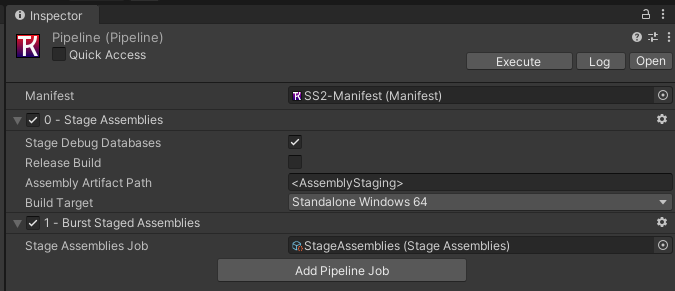 Inspector
Pipeline (Pipeline)
Quick Access
Execute Log Open
Manifest SS2-Manifest (Manifest)
0 - Stage Assemblies
Stage Debug Databases
Release Build
Assembly Artifact Path <AssemblyStaging>
Build Target Standalone Windows 64
1 - Burst Staged Assemblies
Stage Assemblies Job StageAssemblies (Stage Assemblies)
Add Pipeline Job